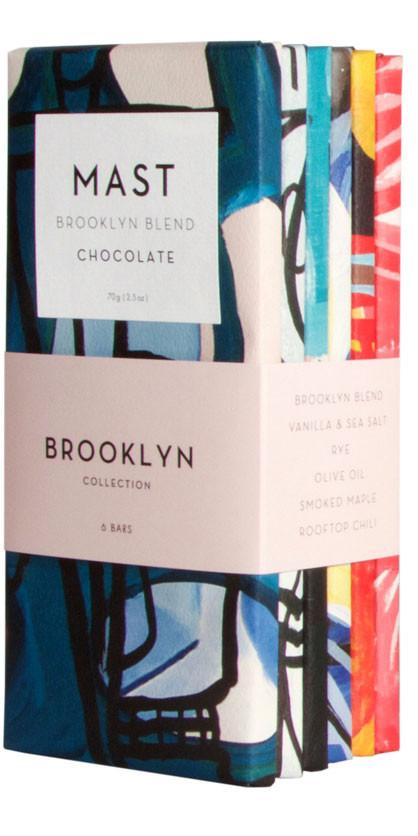 MAST
BROOKLYN BLEND
CHOCOLATE
70g (2.5oz)
BROOKLYN
COLLECTION
6 BARS
BROOKLYN BLEND
VANILLA & SEA SALT
RYE
OLIVE OIL
SMOKED MAPLE
ROOFTOP CHILI